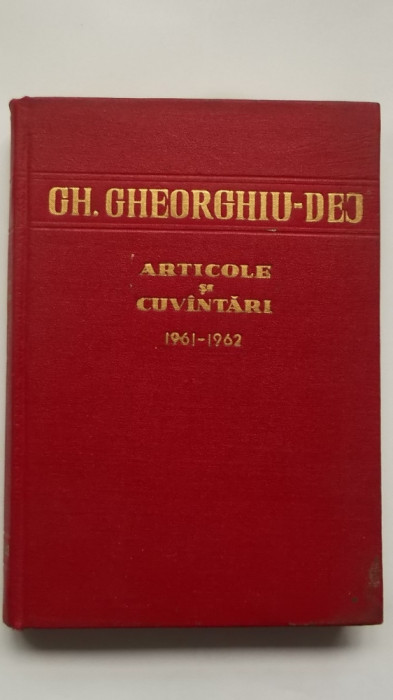 GH. GHEORGHIU-DEJ
ARTICOLE
și
CUVÎNTĂRI
1961-1962